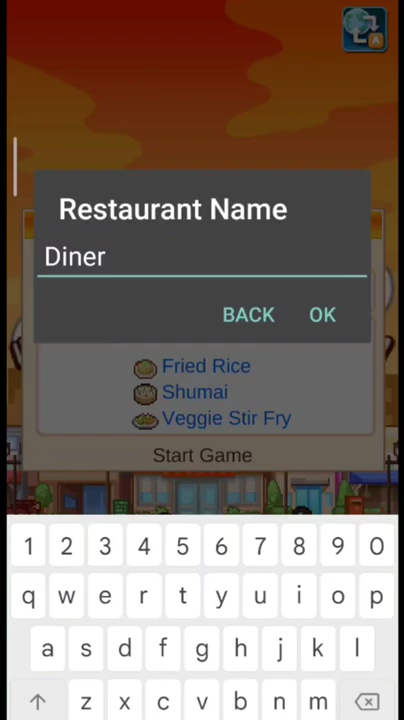 A
Restaurant Name
Diner
BACK OK
Fried Rice
Shumai
Veggie Stir Fry
Start Game
1 2 3 4 5 6 7 8 9 0
q w e r t y u i o p
a s d f g h j k l
z x c v b n m